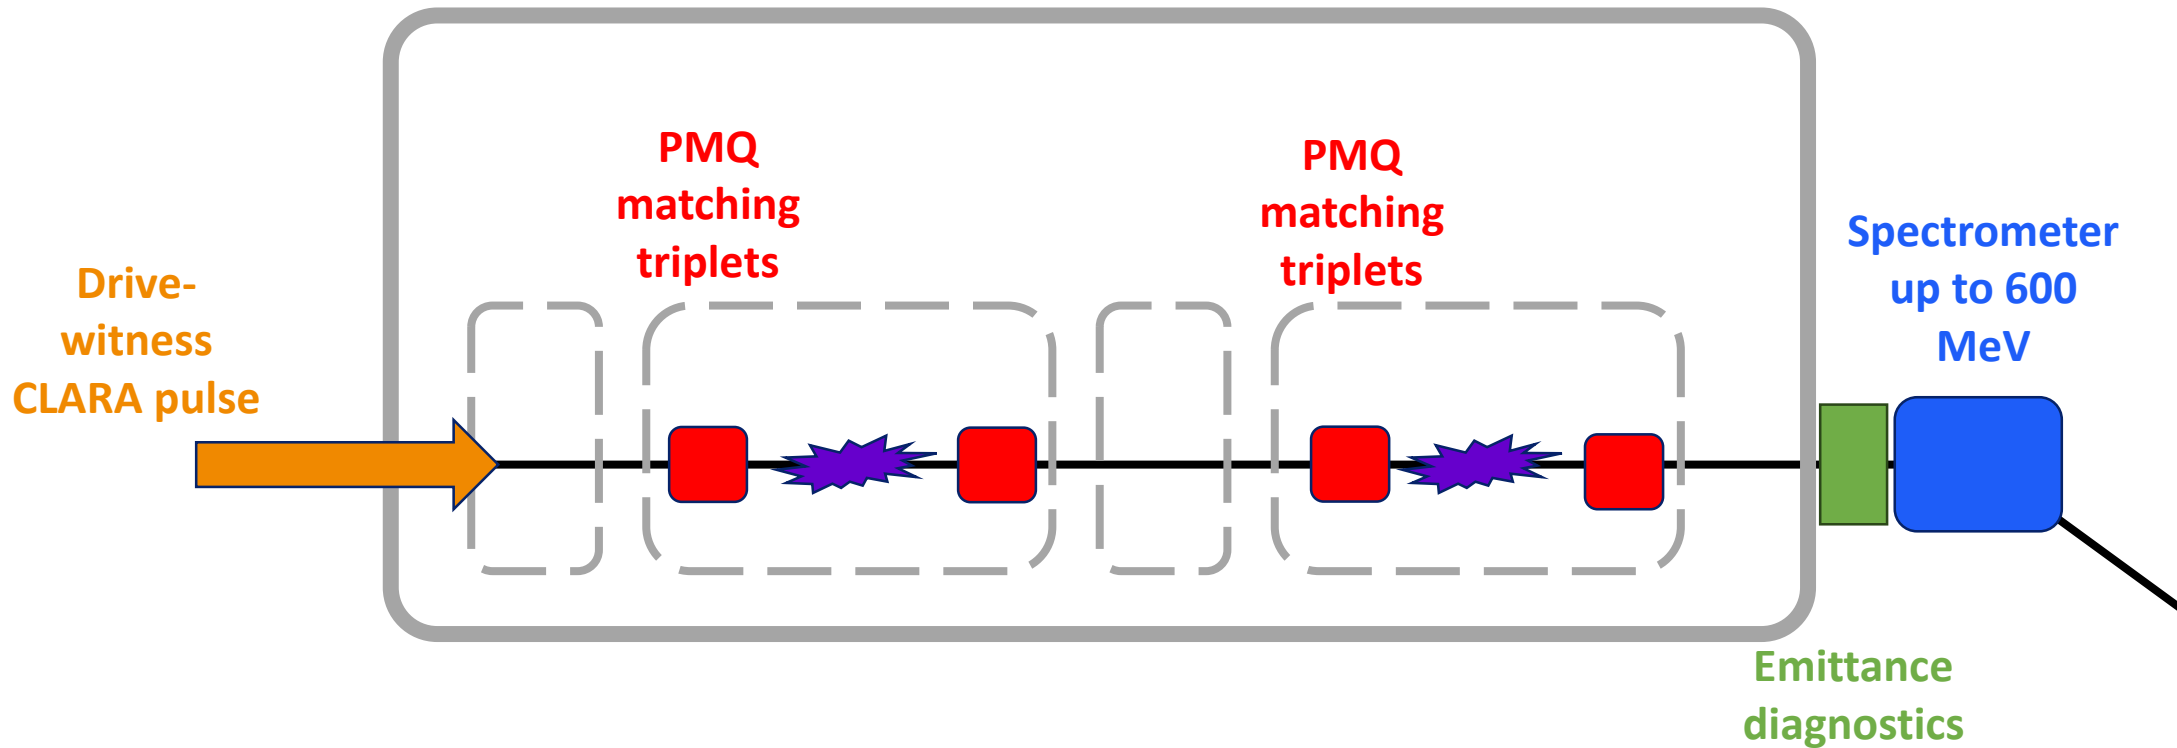 Drive-
witness
CLARA pulse
PMQ
matching
triplets
PMQ
matching
triplets
Spectrometer
up to 600
MeV
Emittance
diagnostics